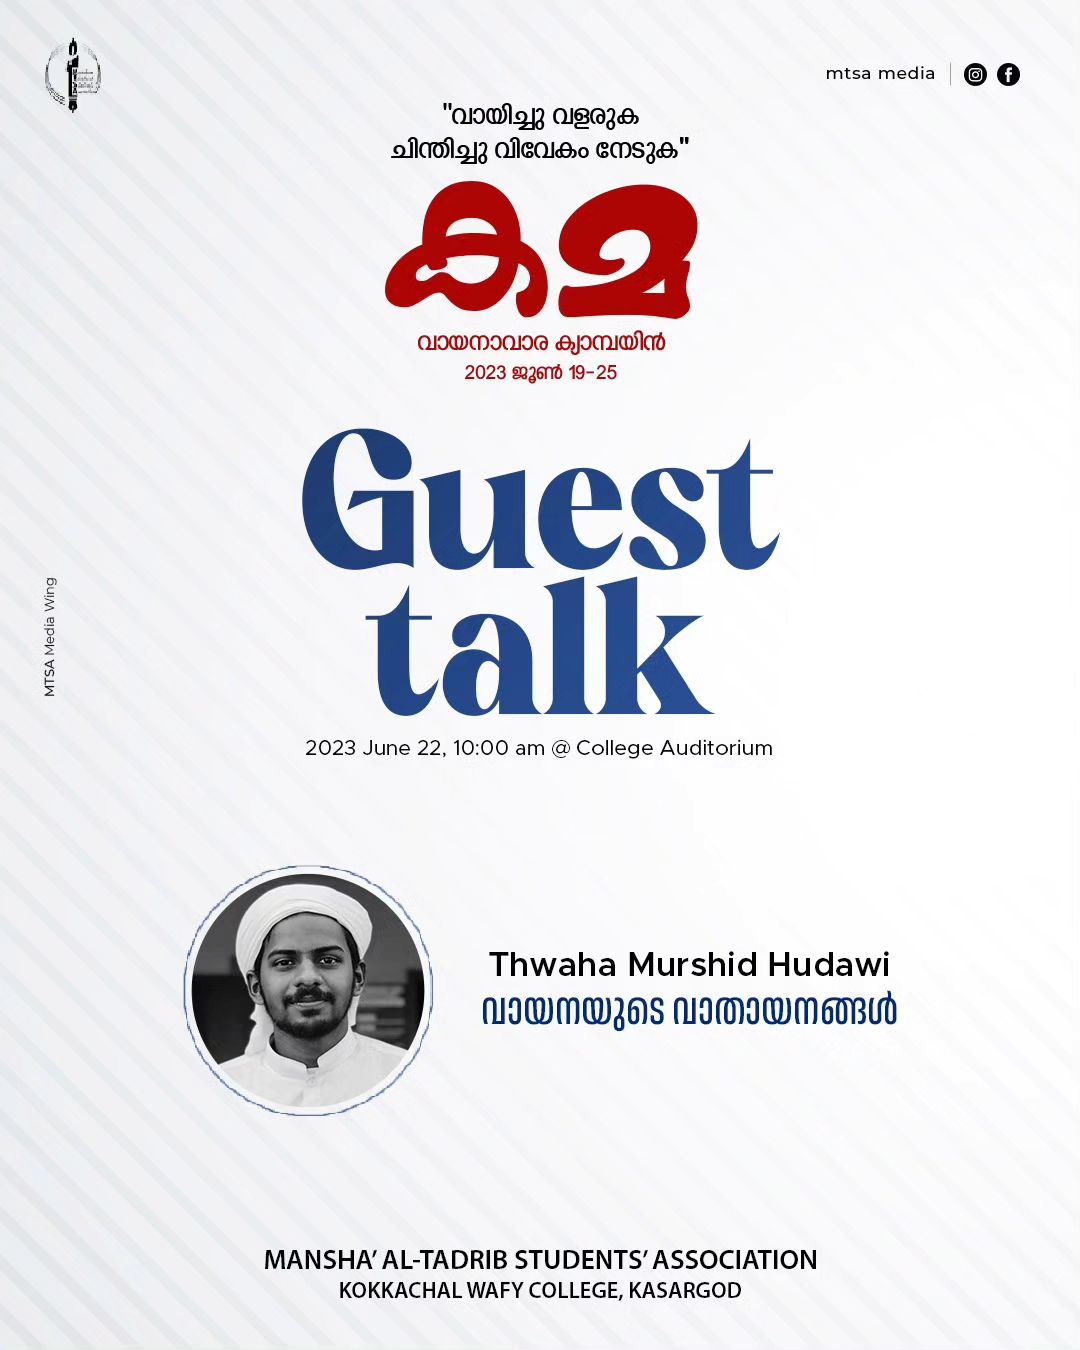 mtsa media
"വായിച്ചു വളരുക
ചിന്തിച്ചു വിവേകം നേടുക"
കമ
വായനാവാര ക്യാമ്പയിൻ
2023 ജൂൺ 19-25
Guest
talk
2023 June 22, 10:00 am @ College Auditorium
MTSA Media Wing
Thwaha Murshid Hudawi
വായനയുടെ വാതായനങ്ങൾ
MANSHA’ AL-TADRIB STUDENTS’ ASSOCIATION
KOKKACHAL WAFY COLLEGE, KASARGOD